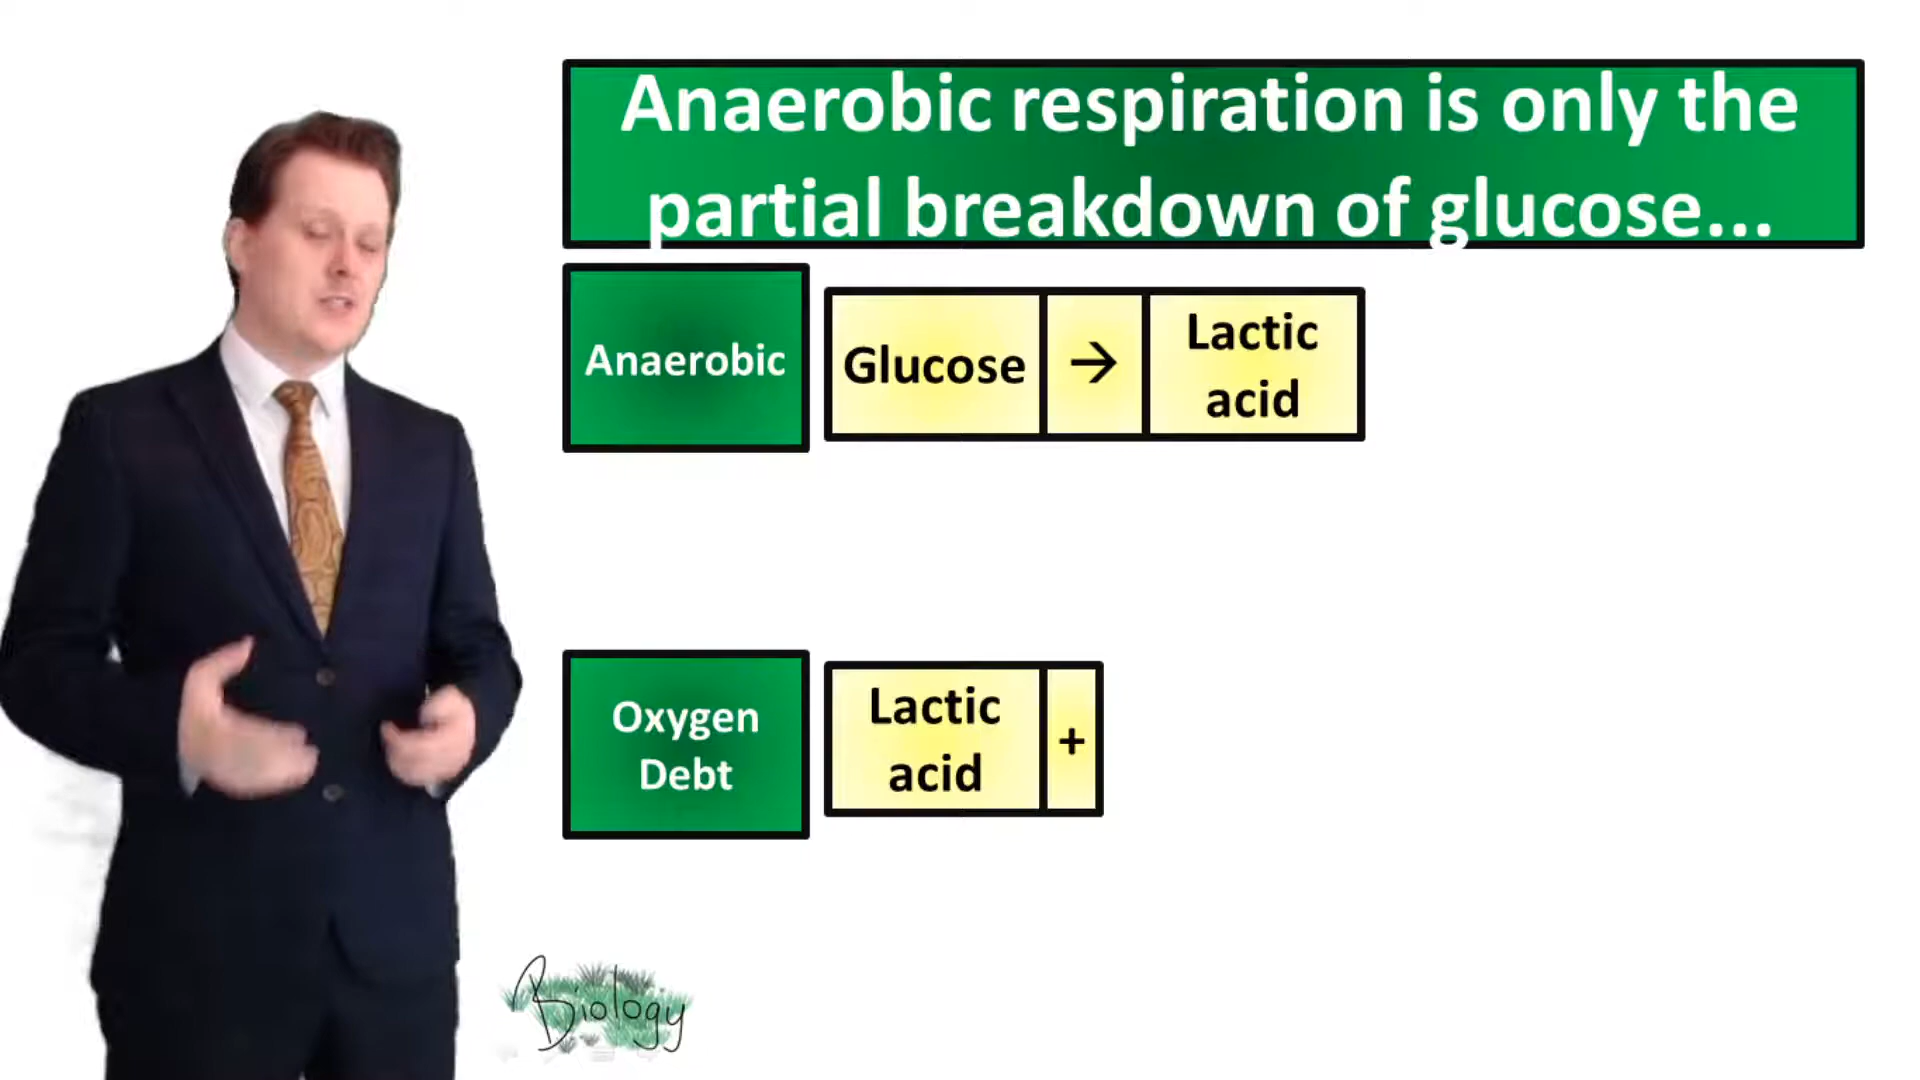 Anaerobic respiration is only the
partial breakdown of glucose...
Anaerobic
Glucose
→
Lactic
acid
Oxygen
Debt
Lactic
acid
+
Biology